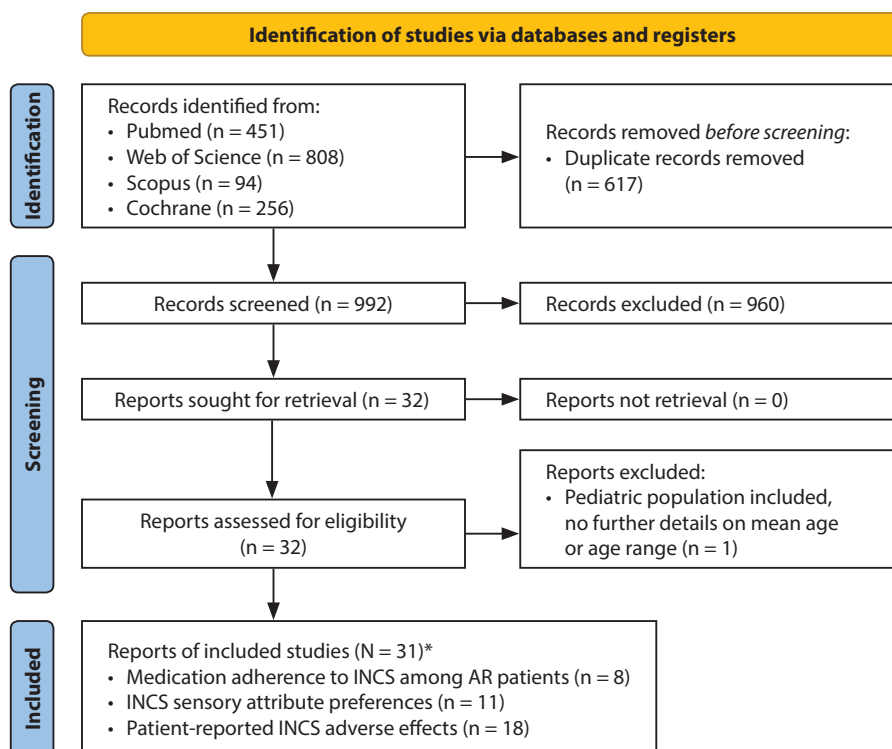 Identification of studies via databases and registers
Identification
Records identified from:
• Pubmed (n = 451)
• Web of Science (n = 808)
• Scopus (n = 94)
• Cochrane (n = 256)
Records removed before screening:
• Duplicate records removed
(n = 617)
Screening
Records screened (n = 992)
Records excluded (n = 960)
Reports sought for retrieval (n = 32)
Reports not retrieval (n = 0)
Reports assessed for eligibility
(n = 32)
Reports excluded:
• Pediatric population included,
no further details on mean age
or age range (n = 1)
Included
Reports of included studies (N = 31)*
• Medication adherence to INCS among AR patients (n = 8)
• INCS sensory attribute preferences (n = 11)
• Patient-reported INCS adverse effects (n = 18)